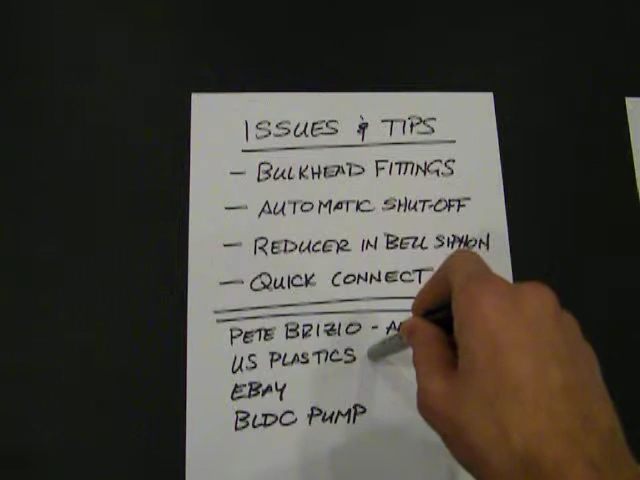 ISSUES & TIPS
- BULKHEAD FITTINGS
- AUTOMATIC SHUT-OFF
- REDUCER IN BELL SIPHON
- QUICK CONNECT
PETE BRIZIO -
US PLASTICS
EBAY
BLDC PUMP